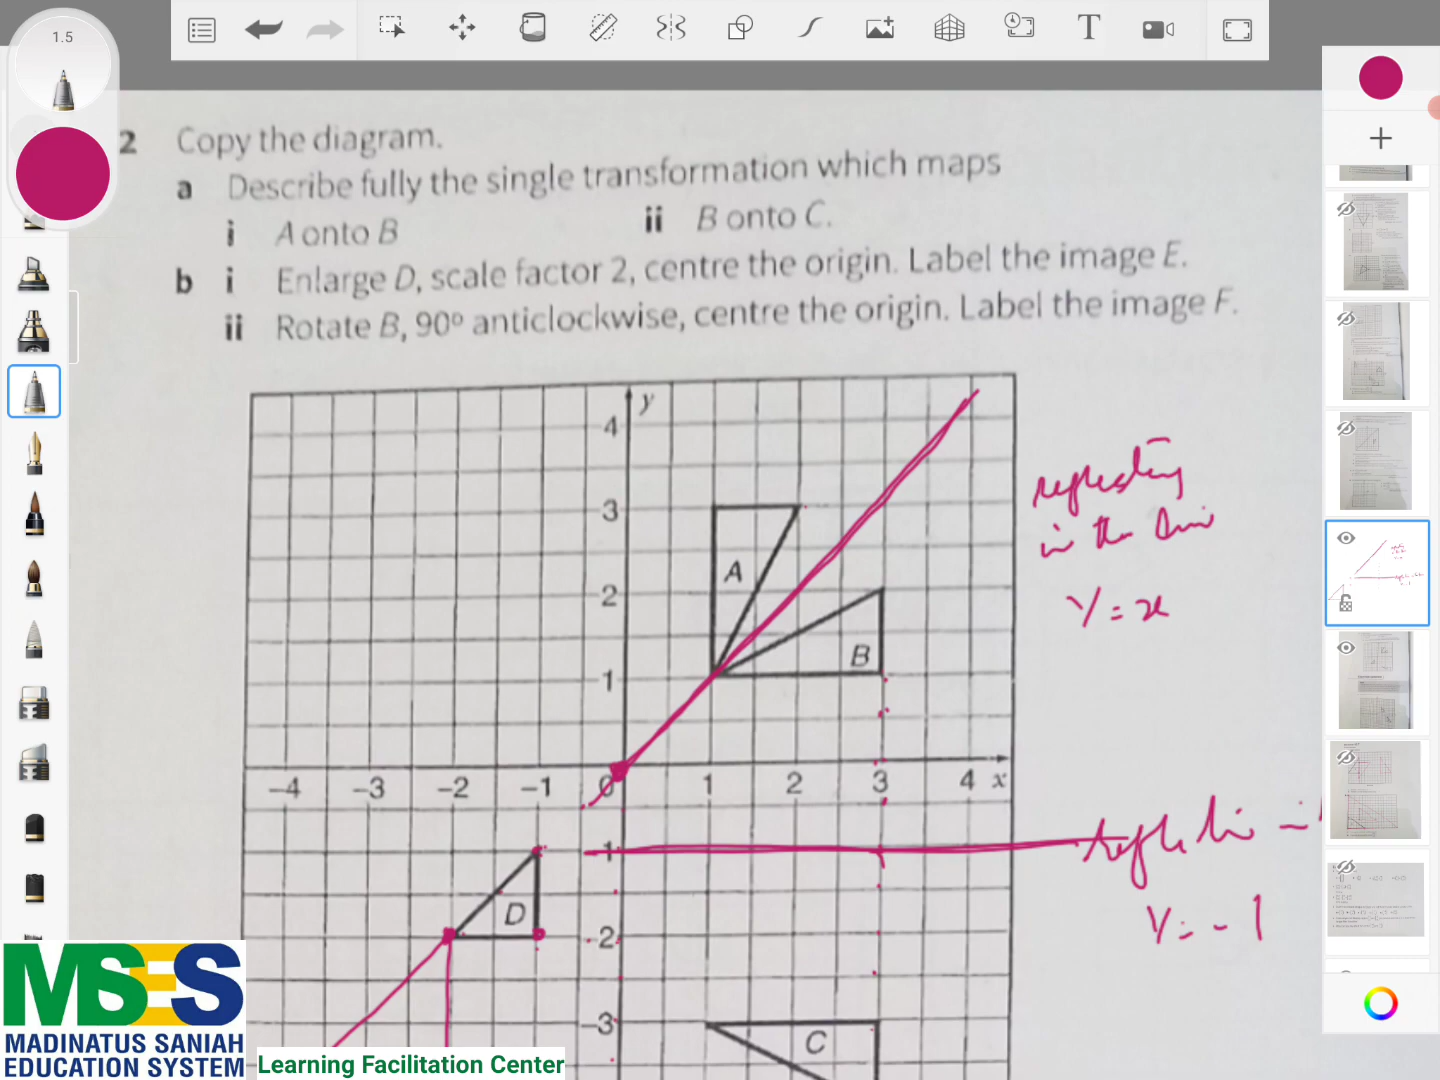 1.5
T
2 Copy the diagram.
a Describe fully the single transformation which maps
i A onto B ii B onto C.
b i Enlarge D, scale factor 2, centre the origin. Label the image E.
ii Rotate B, 90° anticlockwise, centre the origin. Label the image F.
y
4
3
A
2
B
1
-4 -3 -2 -1 0 1 2 3 4 x
-1
D
-2
-3
C
reflecting
in the
y = x
y = -1
MSES
MADINATUS SANIAH
EDUCATION SYSTEM
Learning Facilitation Center